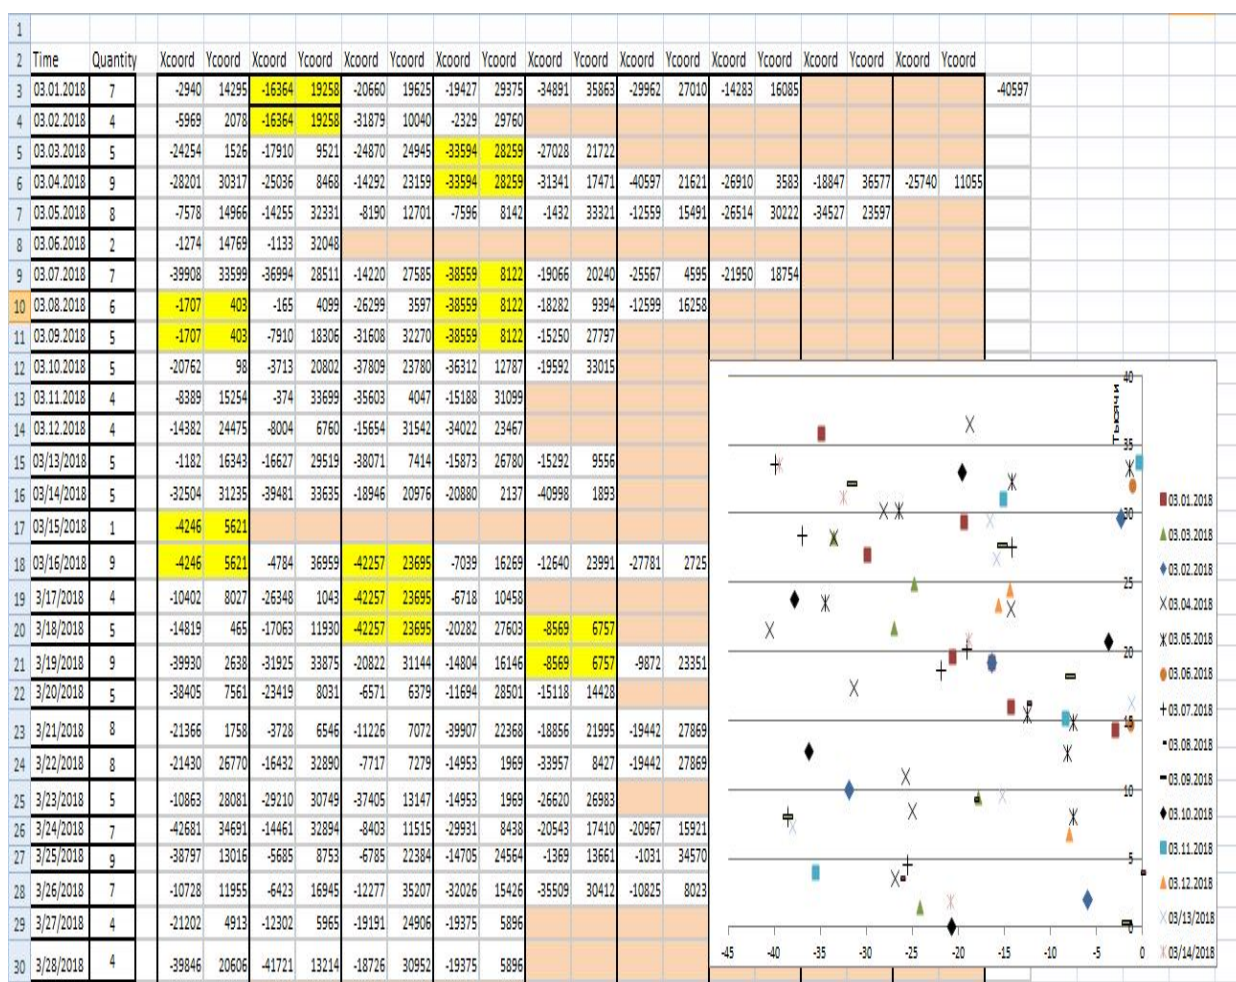 1
2 Time Quantity Xcoord Ycoord Xcoord Ycoord Xcoord Ycoord Xcoord Ycoord Xcoord Ycoord Xcoord Ycoord Xcoord Ycoord Xcoord Ycoord Xcoord Ycoord
3 03.01.2018 7 -2940 14295 -16364 19258 -20660 19625 -19427 29375 -34891 35863 -29962 27010 -14283 16085 -40597
4 03.02.2018 4 -5969 2078 -16364 19258 -31879 10040 -2329 29760
5 03.03.2018 5 -24254 1526 -17910 9521 -24870 24945 -33594 28259 -27028 21722
6 03.04.2018 9 -28201 30317 -25036 8468 -14292 23159 -33594 28259 -31341 17471 -40597 21621 -26910 3583 -18847 36577 -25740 11055
7 03.05.2018 8 -7578 14966 -14255 32331 -8190 12701 -7596 8142 -1432 33321 -12559 15491 -26514 30222 -34527 23597
8 03.06.2018 2 -1274 14769 -1133 32048
9 03.07.2018 7 -39908 33599 -36994 28511 -14220 27585 -38559 8122 -19066 20240 -25567 4595 -21950 18754
10 03.08.2018 6 -1707 403 -165 4099 -26299 3597 -38559 8122 -18282 9394 -12599 16258
11 03.09.2018 5 -1707 403 -7910 18306 -31608 32270 -38559 8122 -15250 27797
12 03.10.2018 5 -20762 98 -3713 20802 -37809 23780 -36312 12787 -19592 33015
13 03.11.2018 4 -8389 15254 -374 33699 -35603 4047 -15188 31099
14 03.12.2018 4 -14382 24475 -8004 6760 -15654 31542 -34022 23467
15 03/13/2018 5 -1182 16343 -16627 29519 -38071 7414 -15873 26780 -15292 9556
16 03/14/2018 5 -32504 31235 -39481 33635 -18946 20976 -20880 2137 -40998 1893
17 03/15/2018 1 -4246 5621
18 03/16/2018 9 -4246 5621 -4784 36959 -42257 23695 -7039 16269 -12640 23991 -27781 2725
19 3/17/2018 4 -10402 8027 -26348 1043 -42257 23695 -6718 10458
20 3/18/2018 5 -14819 465 -17063 11930 -42257 23695 -20282 27603 -8569 6757
21 3/19/2018 9 -39930 2638 -31925 33875 -20822 31144 -14804 16146 -8569 6757 -9872 23351
22 3/20/2018 5 -38405 7561 -23419 8031 -6571 6379 -11694 28501 -15118 14428
23 3/21/2018 8 -21366 1758 -3728 6546 -11226 7072 -39907 22368 -18856 21995 -19442 27869
24 3/22/2018 8 -21430 26770 -16432 32890 -7717 7279 -14953 1969 -33957 8427 -19442 27869
25 3/23/2018 5 -10863 28081 -29210 30749 -37405 13147 -14953 1969 -26620 26983
26 3/24/2018 7 -42681 34691 -14461 32894 -8403 11515 -29931 8438 -20543 17410 -20967 15921
27 3/25/2018 9 -38797 13016 -5685 8753 -6785 22384 -14705 24564 -1369 13661 -1031 34570
28 3/26/2018 7 -10728 11955 -6423 16945 -12277 35207 -32026 15426 -35509 30412 -10825 8023
29 3/27/2018 4 -21202 4913 -12302 5965 -19191 24906 -19375 5896
30 3/28/2018 4 -39846 20606 -41721 13214 -18726 30952 -19375 5896
Тысячи
40
35
30
25
20
15
10
5
0
-45 -40 -35 -30 -25 -20 -15 -10 -5 0
03.01.2018
03.03.2018
03.02.2018
03.04.2018
03.05.2018
03.06.2018
03.07.2018
03.08.2018
03.09.2018
03.10.2018
03.11.2018
03.12.2018
03/13/2018
03/14/2018